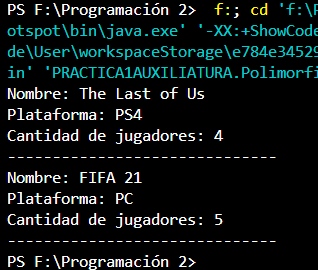 PS F:\Programación 2>  f:; cd 'f:\
otspot\bin\java.exe' '-XX:+ShowCode
de\User\workspaceStorage\e784e34529
in' 'PRACTICA1AUXILIATURA.Polimorfi
Nombre: The Last of Us
Plataforma: PS4
Cantidad de jugadores: 4
-------------------------------
Nombre: FIFA 21
Plataforma: PC
Cantidad de jugadores: 5
-------------------------------
PS F:\Programación 2>